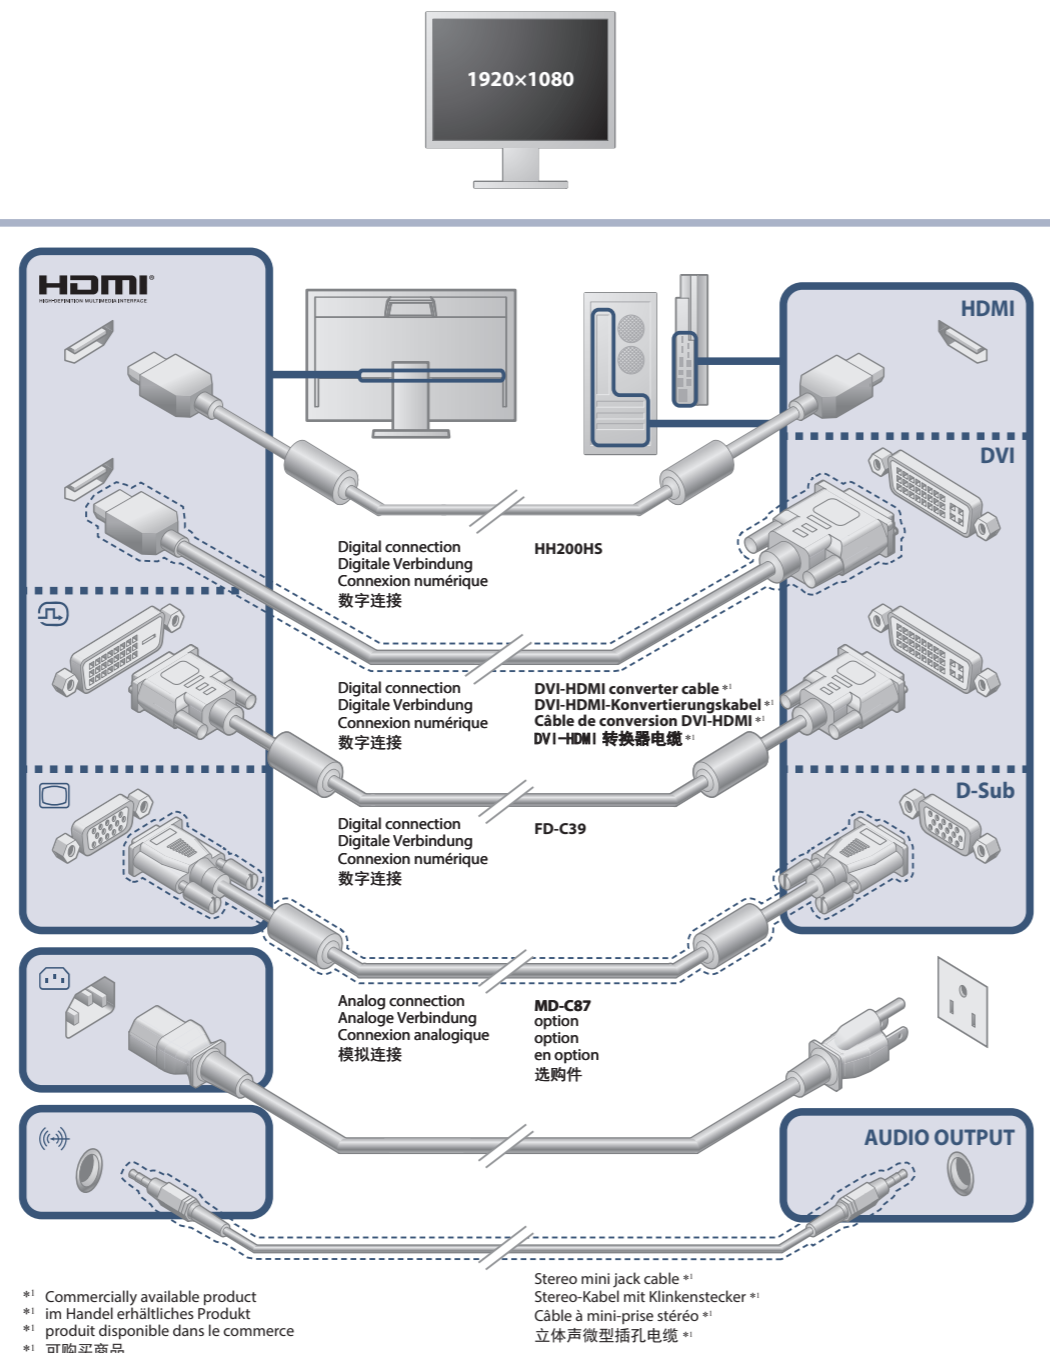 1920×1080
HDMI®
HIGH-DEFINITION MULTIMEDIA INTERFACE
HDMI
DVI
Digital connection
Digitale Verbindung
Connexion numérique
数字连接
HH200HS
Digital connection
Digitale Verbindung
Connexion numérique
数字连接
DVI-HDMI converter cable *1
DVI-HDMI-Konvertierungskabel *1
Câble de conversion DVI-HDMI *1
DVI-HDMI 转换器电缆 *1
D-Sub
Digital connection
Digitale Verbindung
Connexion numérique
数字连接
FD-C39
Analog connection
Analoge Verbindung
Connexion analogique
模拟连接
MD-C87
option
option
en option
选购件
AUDIO OUTPUT
Stereo mini jack cable *1
Stereo-Kabel mit Klinkenstecker *1
Câble à mini-prise stéréo *1
立体声微型插孔电缆 *1
*1 Commercially available product
*1 im Handel erhältliches Produkt
*1 produit disponible dans le commerce
*1 可购买商品